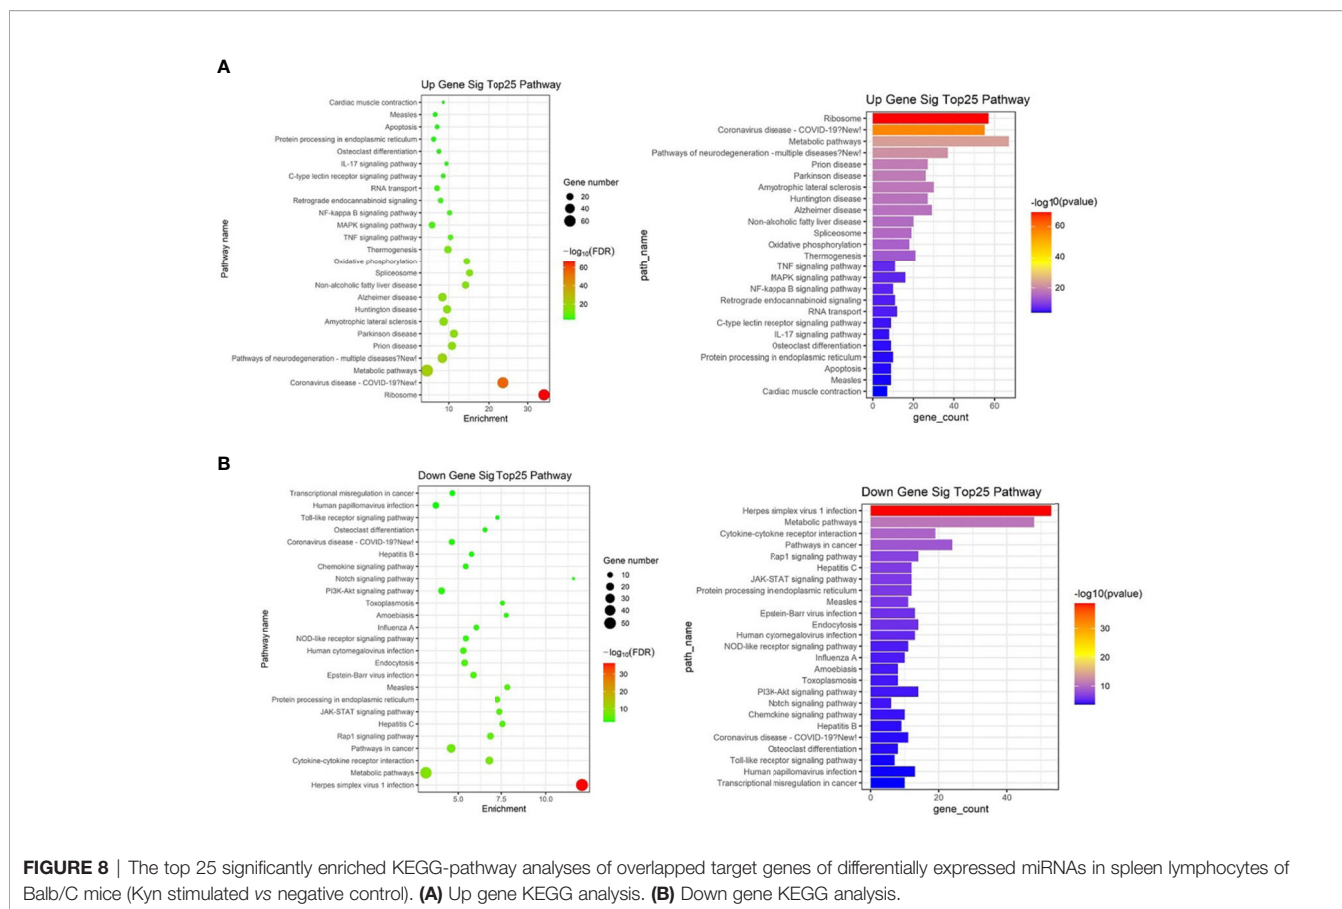 A
Up Gene Sig Top25 Pathway
Cardiac muscle contraction
Measles
Apoptosis
Protein processing in endoplasmic reticulum
Osteoclast differentiation
IL-17 signaling pathway
C-type lectin receptor signaling pathway
RNA transport
Retrograde endocannabinoid signaling
NF-kappa B signaling pathway
MAPK signaling pathway
TNF signaling pathway
Thermogenesis
Oxidative phosphorylation
Spliceosome
Non-alcoholic fatty liver disease
Alzheimer disease
Huntington disease
Amyotrophic lateral sclerosis
Parkinson disease
Prion disease
Pathways of neurodegeneration - multiple diseases?New!
Metabolic pathways
Coronavirus disease - COVID-19?New!
Ribosome
Pathway name
10 20 30
Enrichment
Gene number
20
40
60
−log10(FDR)
60
40
20
Up Gene Sig Top25 Pathway
Ribosome
Coronavirus disease - COVID-19?New!
Metabolic pathways
Pathways of neurodegeneration - multiple diseases?New!
Prion disease
Parkinson disease
Amyotrophic lateral sclerosis
Huntington disease
Alzheimer disease
Non-alcoholic fatty liver disease
Spliceosome
Oxidative phosphorylation
Thermogenesis
TNF signaling pathway
MAPK signaling pathway
NF-kappa B signaling pathway
Retrograde endocannabinoid signaling
RNA transport
C-type lectin receptor signaling pathway
IL-17 signaling pathway
Osteoclast differentiation
Protein processing in endoplasmic reticulum
Apoptosis
Measles
Cardiac muscle contraction
path_name
0 20 40 60
gene_count
-log10(pvalue)
60
40
20
B
Down Gene Sig Top25 Pathway
Transcriptional misregulation in cancer
Human papillomavirus infection
Toll-like receptor signaling pathway
Osteoclast differentiation
Coronavirus disease - COVID-19?New!
Hepatitis B
Chemokine signaling pathway
Notch signaling pathway
PI3K-Akt signaling pathway
Toxoplasmosis
Amoebiasis
Influenza A
NOD-like receptor signaling pathway
Human cytomegalovirus infection
Endocytosis
Epstein-Barr virus infection
Measles
Protein processing in endoplasmic reticulum
JAK-STAT signaling pathway
Hepatitis C
Rap1 signaling pathway
Pathways in cancer
Cytokine-cytokine receptor interaction
Metabolic pathways
Herpes simplex virus 1 infection
Pathway name
5.0 7.5 10.0
Enrichment
Gene number
10
20
30
40
50
−log10(FDR)
30
20
10
Down Gene Sig Top25 Pathway
Herpes simplex virus 1 infection
Metabolic pathways
Cytokine-cytokne receptor interaction
Pathways in cancer
Rap1 signaling pathway
Hepatitis C
JAK-STAT signaling pathway
Protein processing in endoplasmic reticulum
Measles
Epstein-Barr virus infection
Endocytosis
Human cyomegalovirus infection
NOD-like receptor signaling pathway
Influenza A
Amoebiasis
Toxoplasmosis
PI3K-Akt signaling pathway
Notch signaling pathway
Chemokine signaling pathway
Hepatitis B
Coronavirus disease - COVID-19?New!
Osteoclast differentiation
Toll-like receptor signaling pathway
Human papillomavirus infection
Transcriptional misregulation in cancer
path_name
0 20 40
gene_count
-log10(pvalue)
30
20
10
FIGURE 8 | The top 25 significantly enriched KEGG-pathway analyses of overlapped target genes of differentially expressed miRNAs in spleen lymphocytes of
Balb/C mice (Kyn stimulated vs negative control). (A) Up gene KEGG analysis. (B) Down gene KEGG analysis.